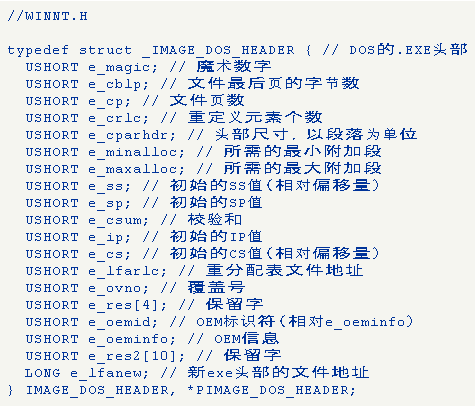 //WINNT.H
typedef struct _IMAGE_DOS_HEADER { // DOS的.EXE头部
USHORT e_magic; // 魔术数字
USHORT e_cblp; // 文件最后页的字节数
USHORT e_cp; // 文件页数
USHORT e_crlc; // 重定义元素个数
USHORT e_cparhdr; // 头部尺寸，以段落为单位
USHORT e_minalloc; // 所需的最小附加段
USHORT e_maxalloc; // 所需的最大附加段
USHORT e_ss; // 初始的SS值(相对偏移量)
USHORT e_sp; // 初始的SP值
USHORT e_csum; // 校验和
USHORT e_ip; // 初始的IP值
USHORT e_cs; // 初始的CS值(相对偏移量)
USHORT e_lfarlc; // 重分配表文件地址
USHORT e_ovno; // 覆盖号
USHORT e_res[4]; // 保留字
USHORT e_oemid; // OEM标识符(相对e_oeminfo)
USHORT e_oeminfo; // OEM信息
USHORT e_res2[10]; // 保留字
LONG e_lfanew; // 新exe头部的文件地址
} IMAGE_DOS_HEADER, *PIMAGE_DOS_HEADER;